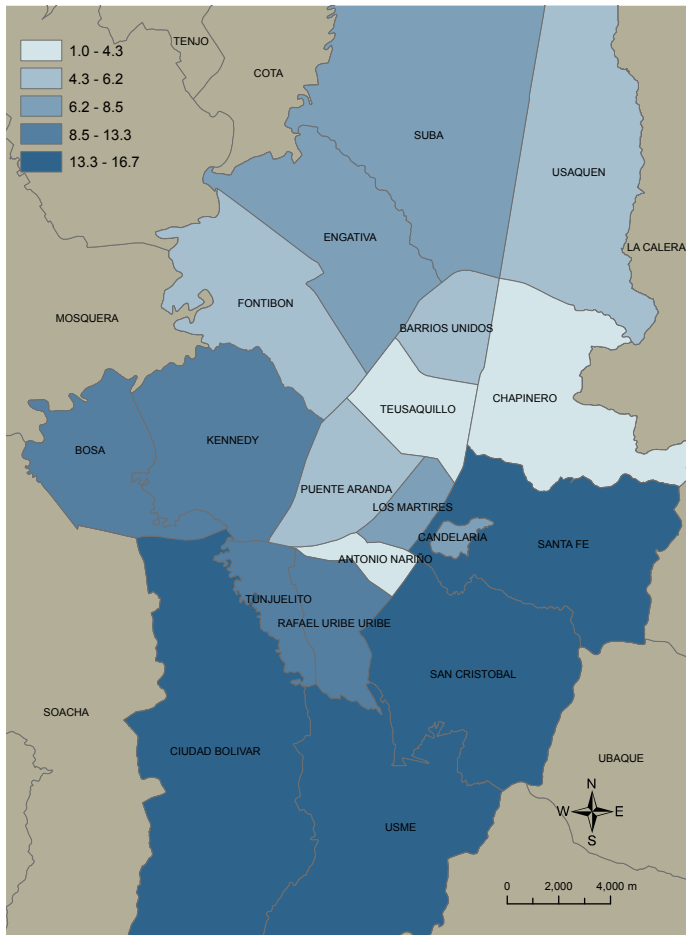 TENJO
1.0 - 4.3
COTA
4.3 - 6.2
6.2 - 8.5
8.5 - 13.3
SUBA
13.3 - 16.7
USAQUEN
ENGATIVA
LA CALERA
FONTIBON
MOSQUERA
BARRIOS UNIDOS
CHAPINERO
TEUSAQUILLO
KENNEDY
BOSA
PUENTE ARANDA
LOS MARTIRES
CANDELARIA
SANTA FE
ANTONIO NARIÑO
TUNJUELITO
RAFAEL URIBE URIBE
SAN CRISTOBAL
SOACHA
CIUDAD BOLIVAR
UBAQUE
N
W E
S
USME
0 2,000 4,000 m